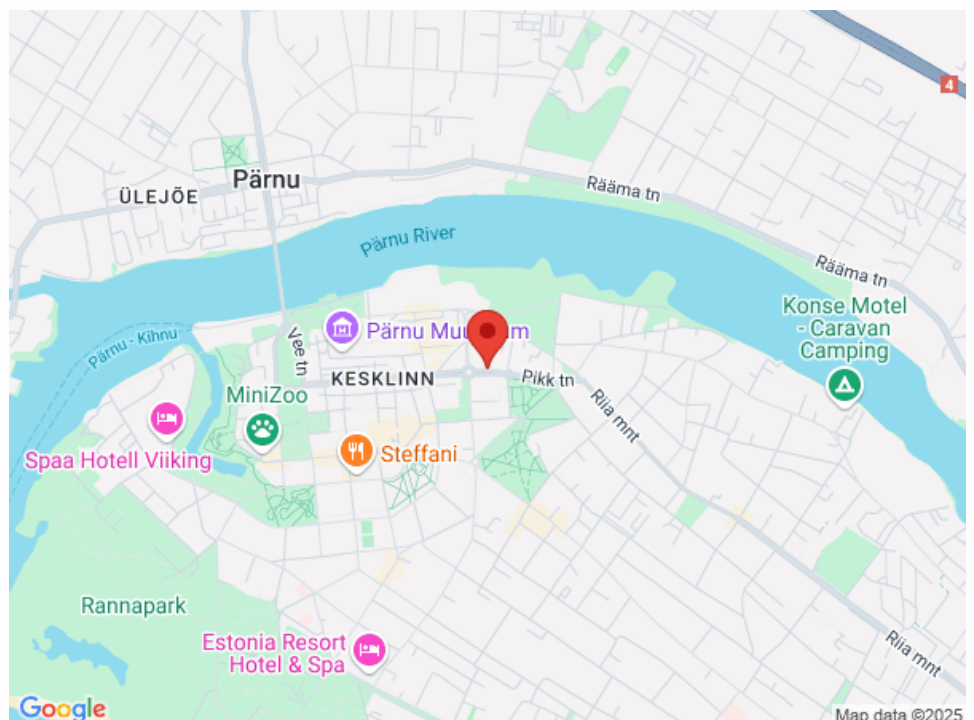 4
Pärnu
ÜLEJÕE
Rääma tn
Pärnu River
Rääma tn
Konse Motel
- Caravan
Camping
Pärnu - Kihnu
Vee tn
Pärnu Mu
m
KESKLINN
Pikk tn
MiniZoo
Riia mnt
Spaa Hotell Viiking
Steffani
Rannapark
Estonia Resort
Hotel & Spa
Riia mnt
Google
Map data ©2025